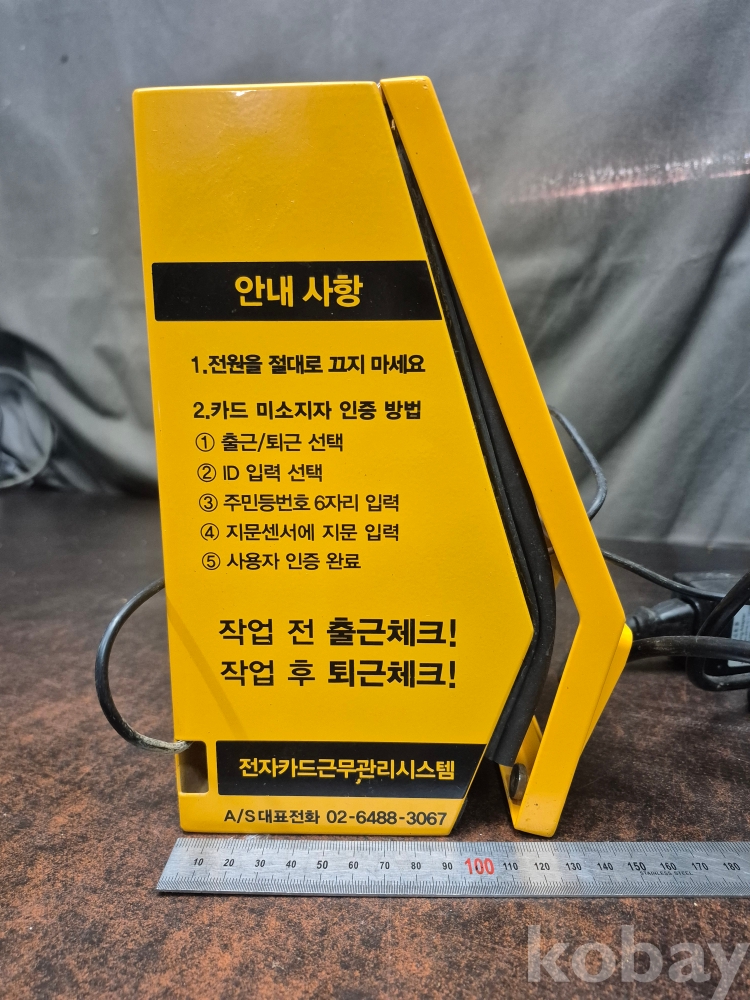 안내 사항
1.전원을 절대로 끄지 마세요
2.카드 미소지자 인증 방법
① 출근/퇴근 선택
② ID 입력 선택
③ 주민등번호 6자리 입력
④ 지문센서에 지문 입력
⑤ 사용자 인증 완료
작업 전 출근체크!
작업 후 퇴근체크!
전자카드근무관리시스템
A/S대표전화 02-6488-3067
10 20 30 40 50 60 70 80 90 100 110 120 130 140 150 160 170 180
STAINLESS STEEL
kobay